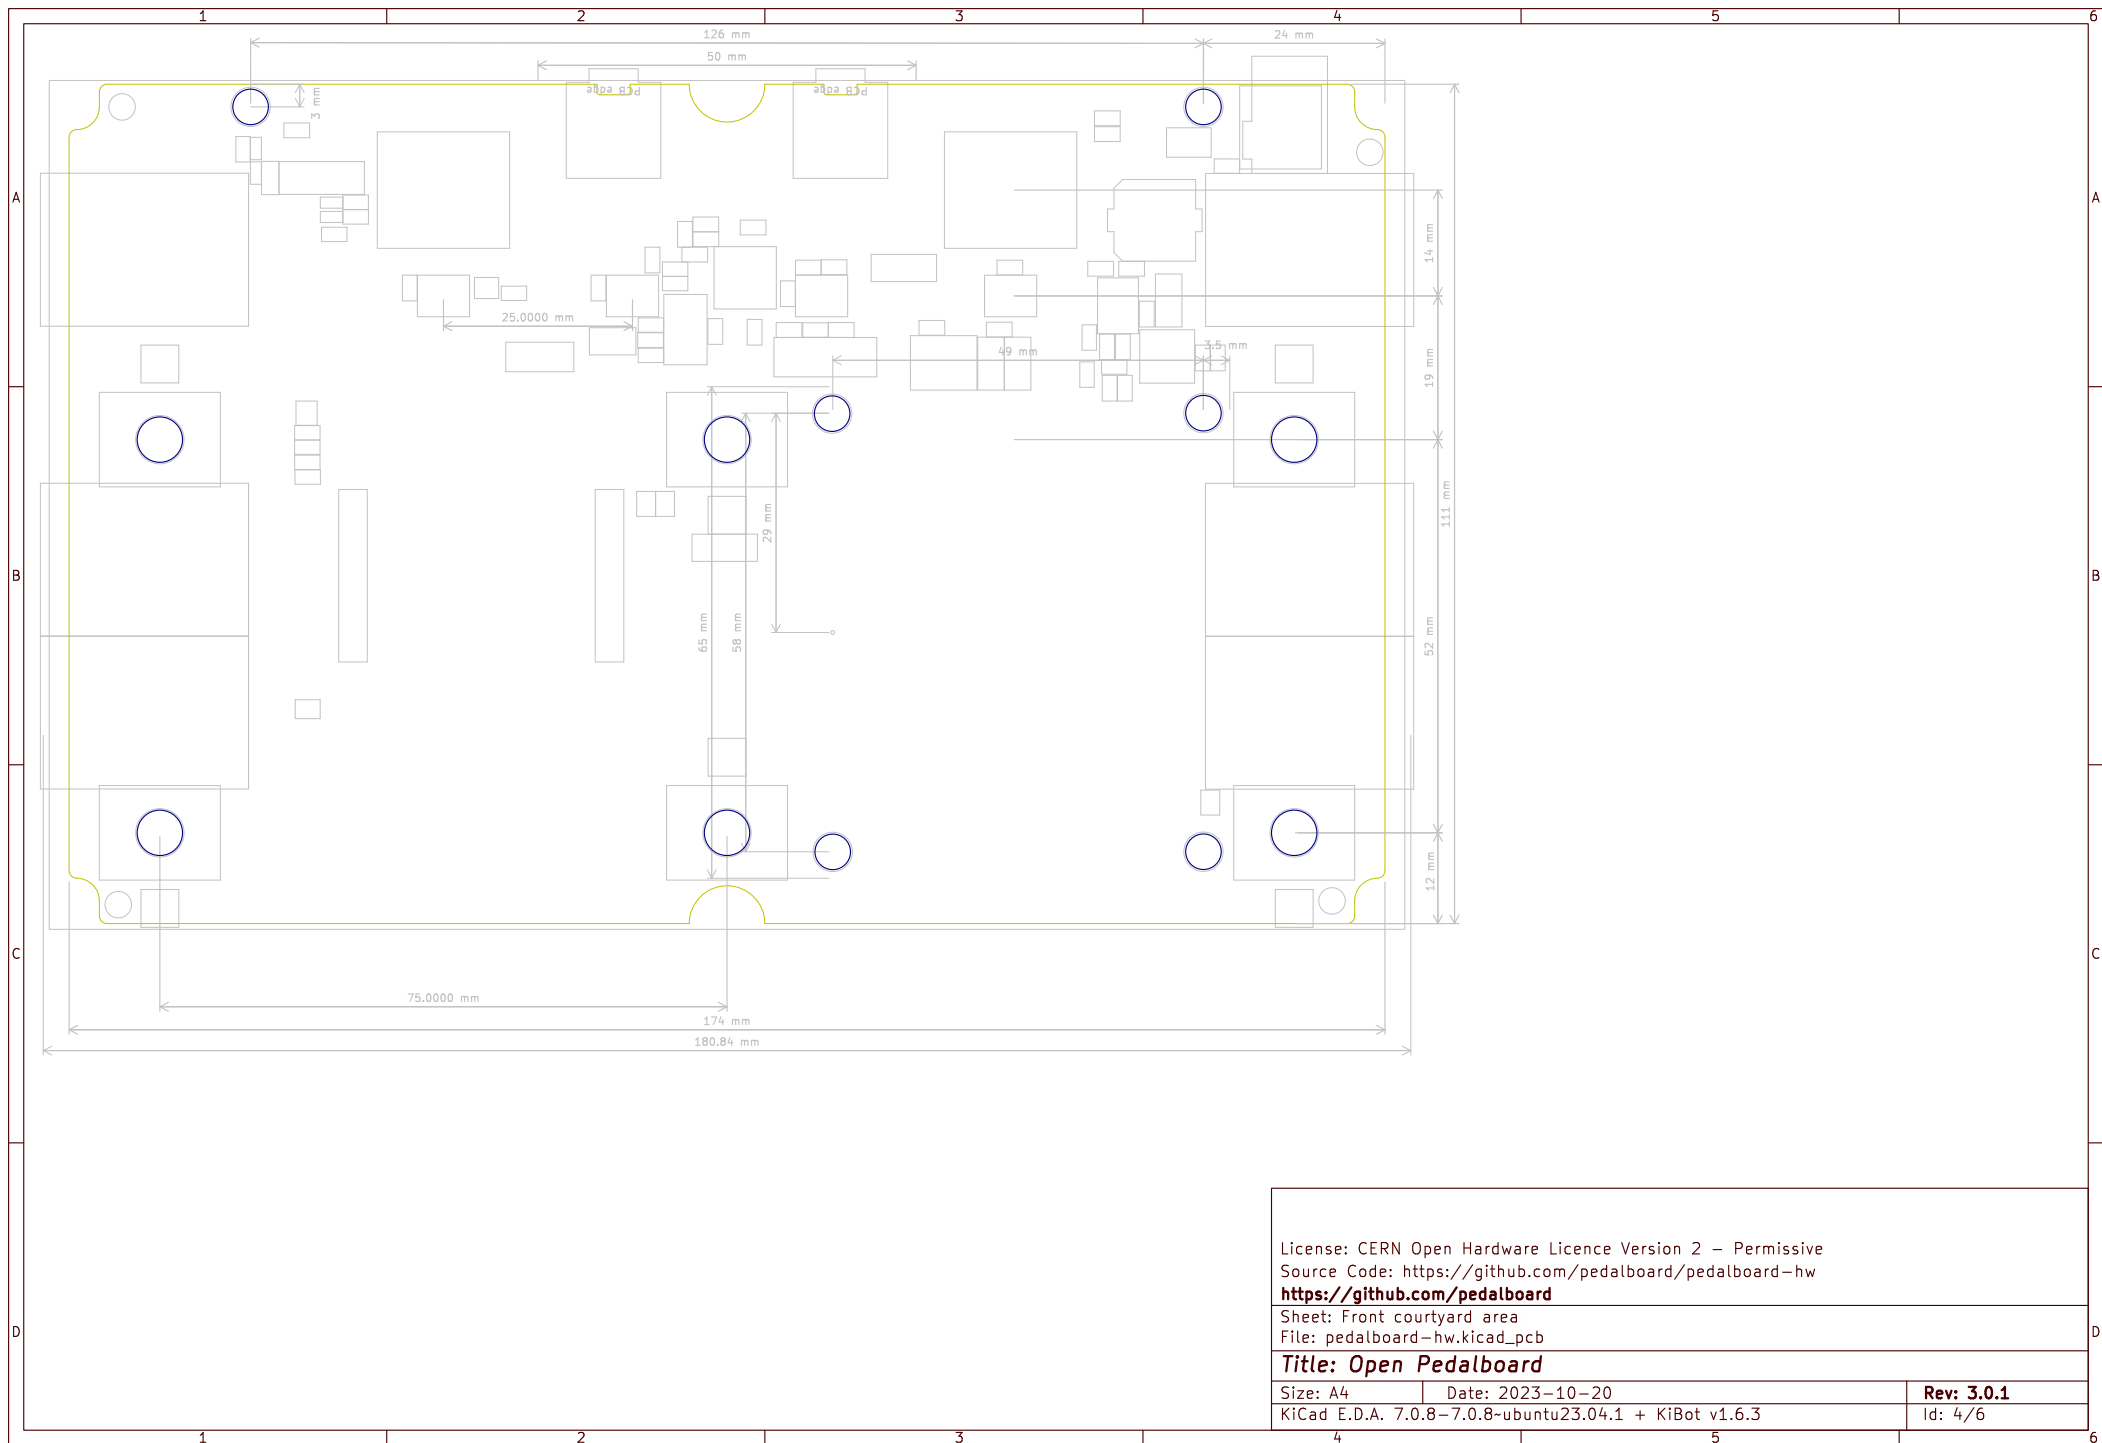 1 2 3 4 5 6
126 mm
24 mm
50 mm
PCB edge
PCB edge
3 mm
A
A
14 mm
25.0000 mm
3.5 mm
49 mm
19 mm
29 mm
111 mm
B
B
65 mm
58 mm
52 mm
12 mm
C
C
75.0000 mm
174 mm
180.84 mm
License: CERN Open Hardware Licence Version 2 - Permissive
Source Code: https://github.com/pedalboard/pedalboard-hw
https://github.com/pedalboard
Sheet: Front courtyard area
D
D
File: pedalboard-hw.kicad_pcb
Title: Open Pedalboard
Size: A4 Date: 2023-10-20 Rev: 3.0.1
KiCad E.D.A. 7.0.8-7.0.8~ubuntu23.04.1 + KiBot v1.6.3 Id: 4/6
1 2 3 4 5 6